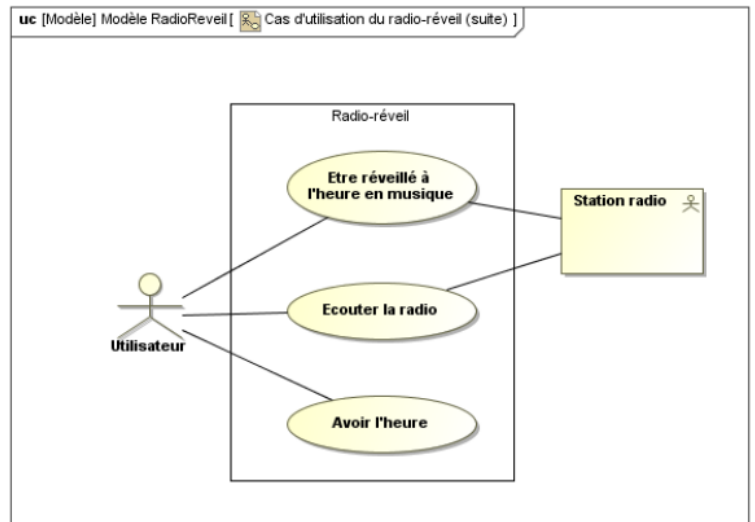 uc [Modèle] Modèle RadioReveil [ Cas d'utilisation du radio-réveil (suite) ]
Radio-réveil
Etre réveillé à
l'heure en musique
Station radio
Ecouter la radio
Utilisateur
Avoir l'heure